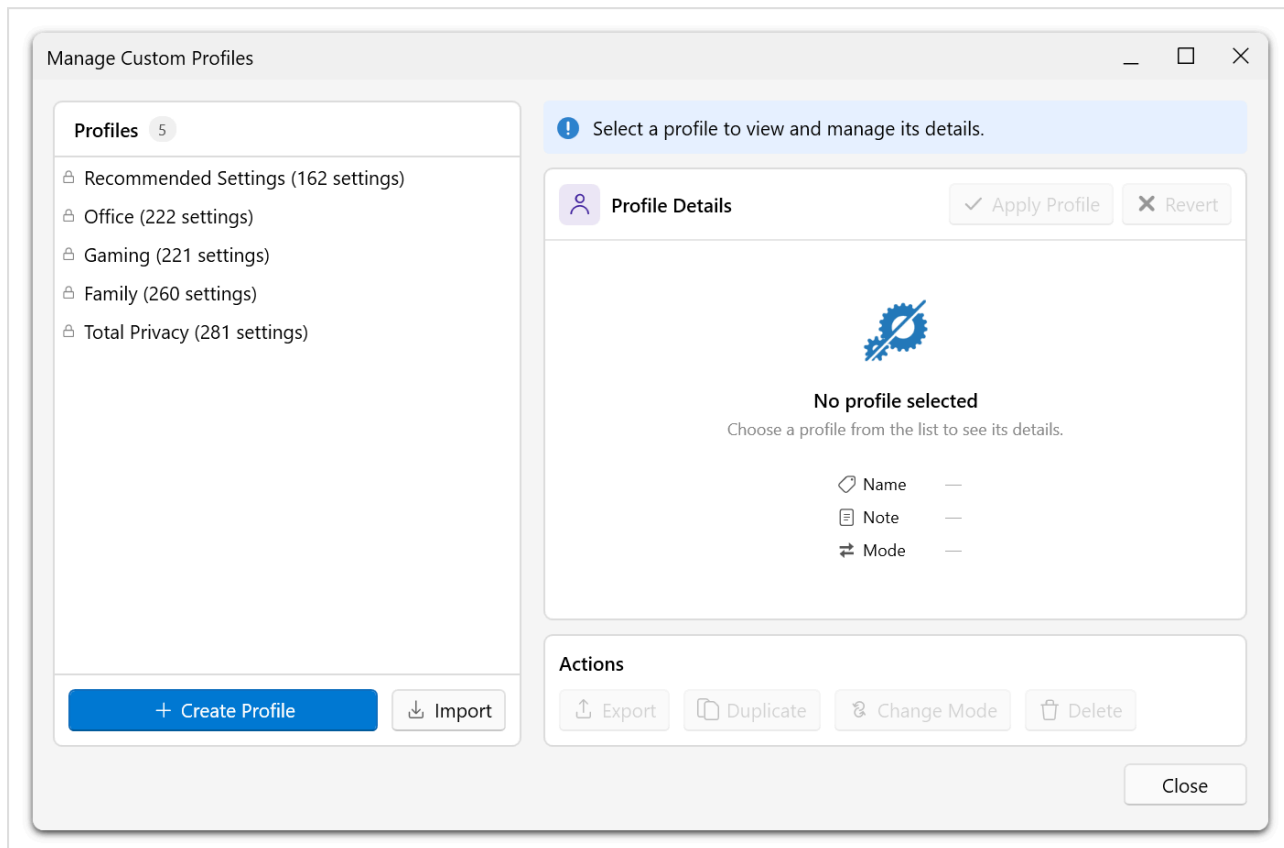 Manage Custom Profiles
Profiles 5
Recommended Settings (162 settings)
Office (222 settings)
Gaming (221 settings)
Family (260 settings)
Total Privacy (281 settings)
+ Create Profile
Import
Select a profile to view and manage its details.
Profile Details
Apply Profile
Revert
No profile selected
Choose a profile from the list to see its details.
Name —
Note —
Mode —
Actions
Export
Duplicate
Change Mode
Delete
Close